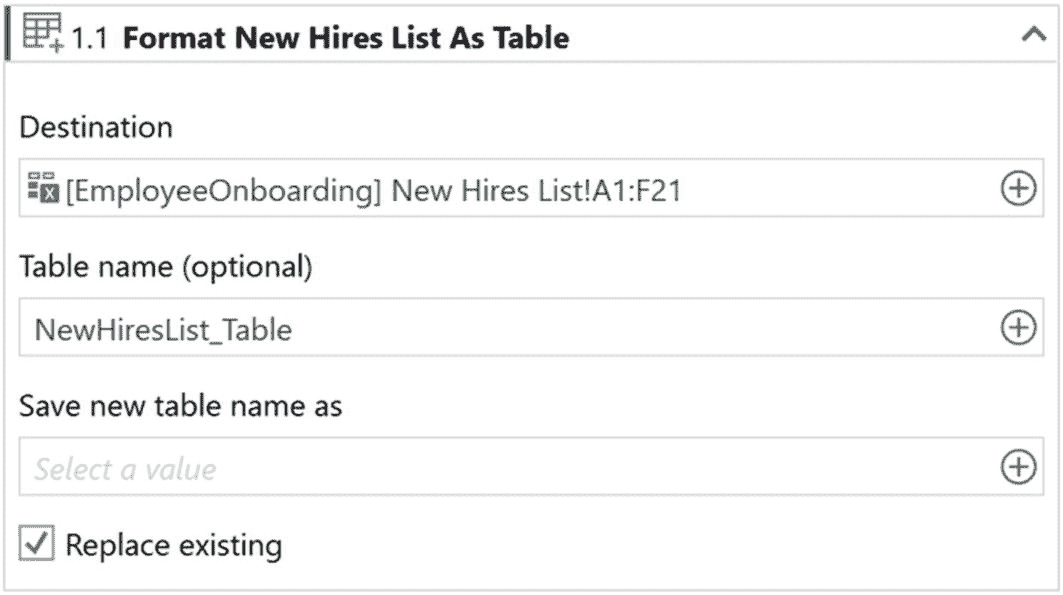 1.1 Format New Hires List As Table
Destination
[EmployeeOnboarding] New Hires List!A1:F21
Table name (optional)
NewHiresList_Table
Save new table name as
Select a value
Replace existing